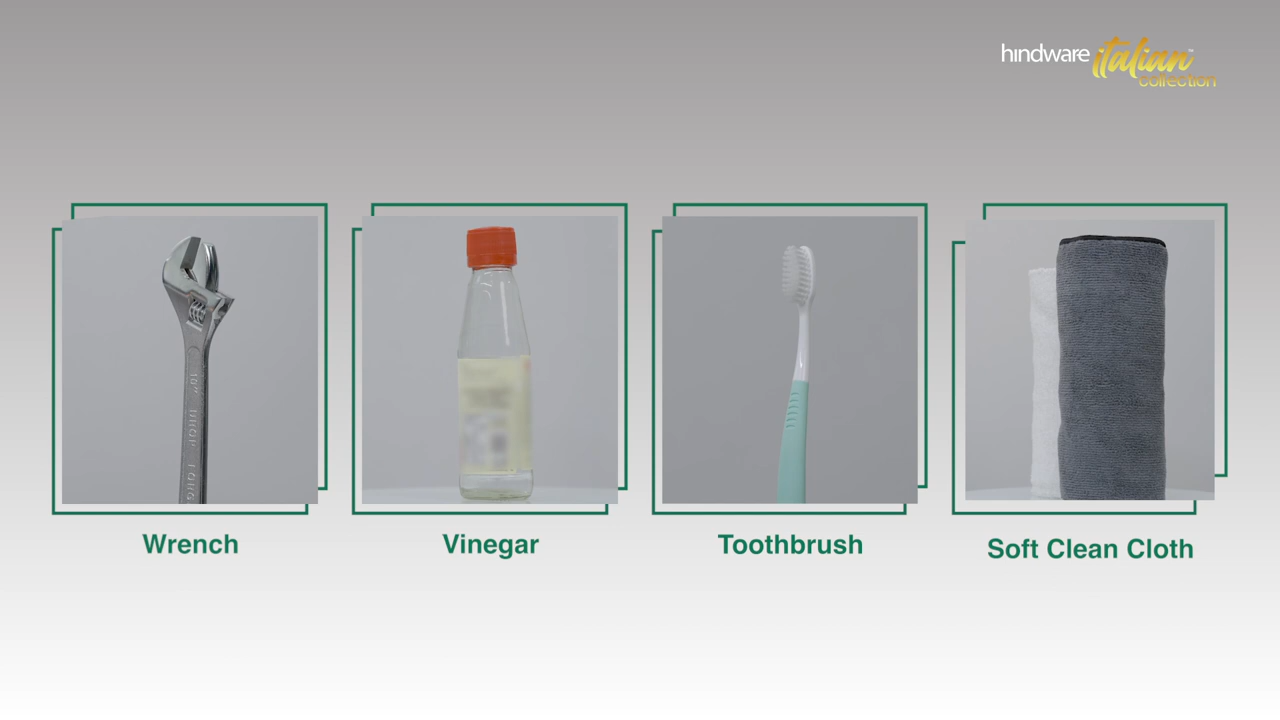 hindware italian
collection
Wrench
Vinegar
Toothbrush
Soft Clean Cloth